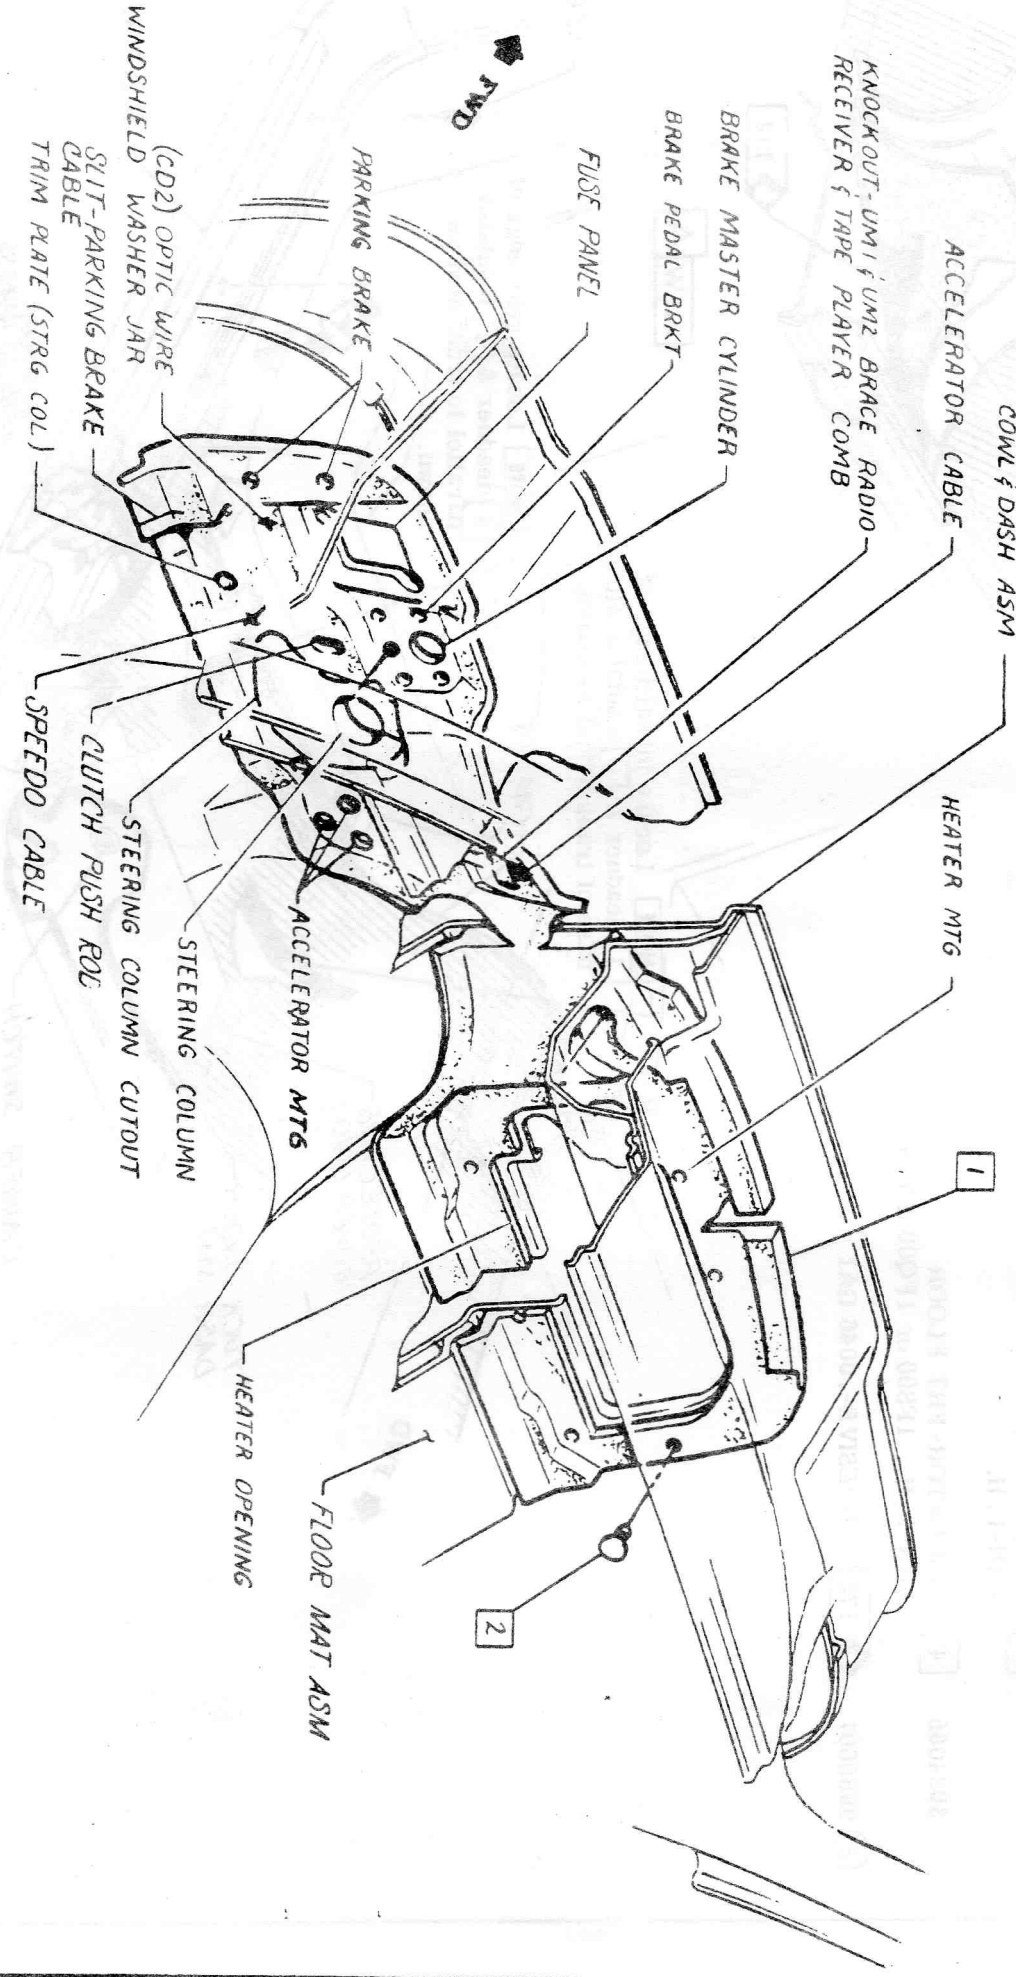 COWL & DASH ASM
ACCELERATOR CABLE
KNOCKOUT-UM1 & UM2 BRACE RADIO
RECEIVER & TAPE PLAYER COMB
BRAKE MASTER CYLINDER
BRAKE PEDAL BRKT
FUSE PANEL
FWD
PARKING BRAKE
(CD2) OPTIC WIRE
WINDSHIELD WASHER JAR
SLIT-PARKING BRAKE
CABLE
TRIM PLATE (STRG COL)
HEATER MTG
1
2
ACCELERATOR MTG
STEERING COLUMN
STEERING COLUMN CUTOUT
CLUTCH PUSH ROD
SPEEDO CABLE
FLOOR MAT ASM
HEATER OPENING